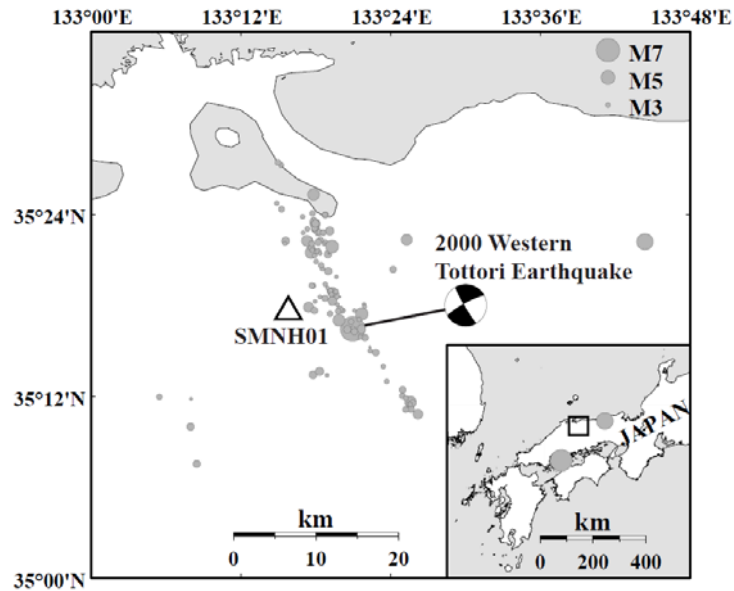 133°00'E 133°12'E 133°24'E 133°36'E 133°48'E
M7
M5
M3
35°24'N
2000 Western
Tottori Earthquake
SMNH01
35°12'N
JAPAN
km
0 10 20
km
0 200 400
35°00'N